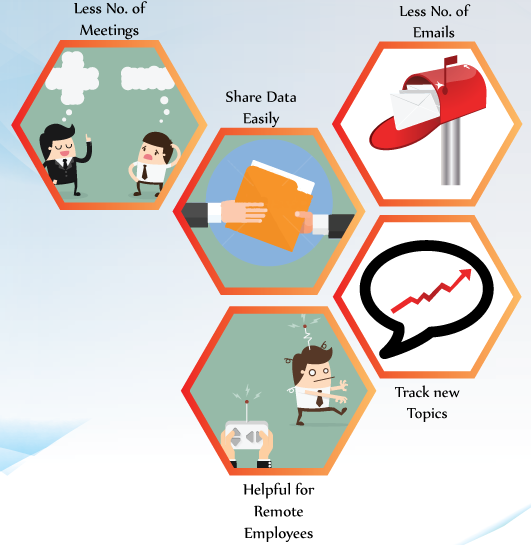 Less No. of
Meetings
Less No. of
Emails
Share Data
Easily
Track new
Topics
Helpful for
Remote
Employees